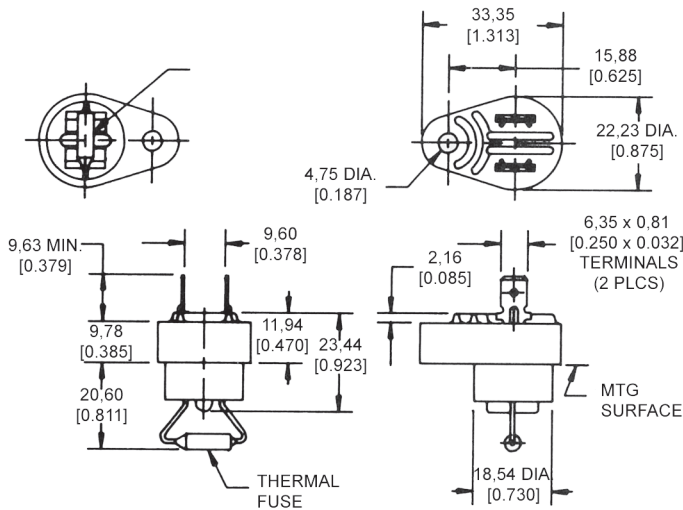 33,35
[1.313]
15,88
[0.625]
22,23 DIA.
[0.875]
4,75 DIA.
[0.187]
9,63 MIN.
[0.379]
9,60
[0.378]
6,35 x 0,81
[0.250 x 0.032]
TERMINALS
(2 PLCS)
2,16
[0.085]
9,78
[0.385]
11,94
[0.470]
23,44
[0.923]
20,60
[0.811]
MTG
SURFACE
THERMAL
FUSE
18,54 DIA.
[0.730]